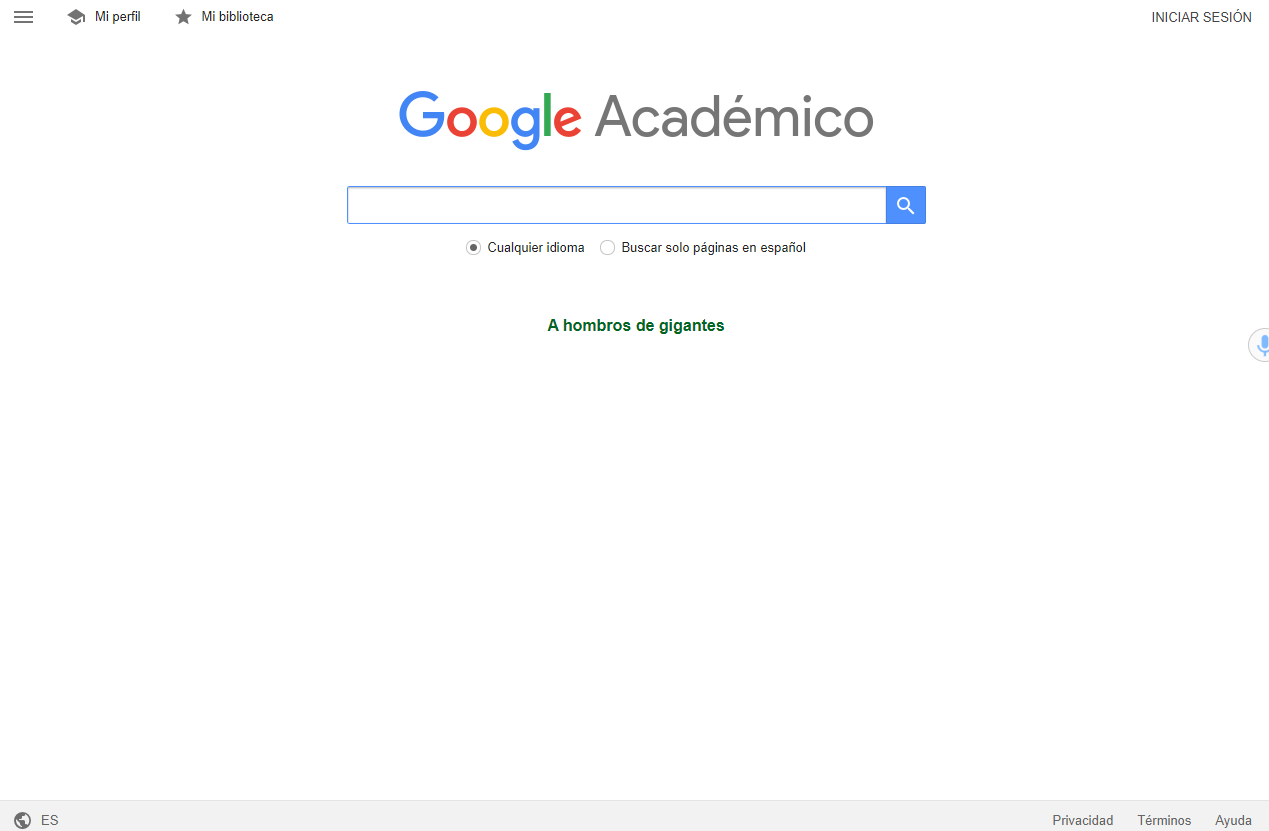 Mi perfil Mi biblioteca INICIAR SESIÓN
Google Académico
Cualquier idioma Buscar solo páginas en español
A hombros de gigantes
ES Privacidad Términos Ayuda